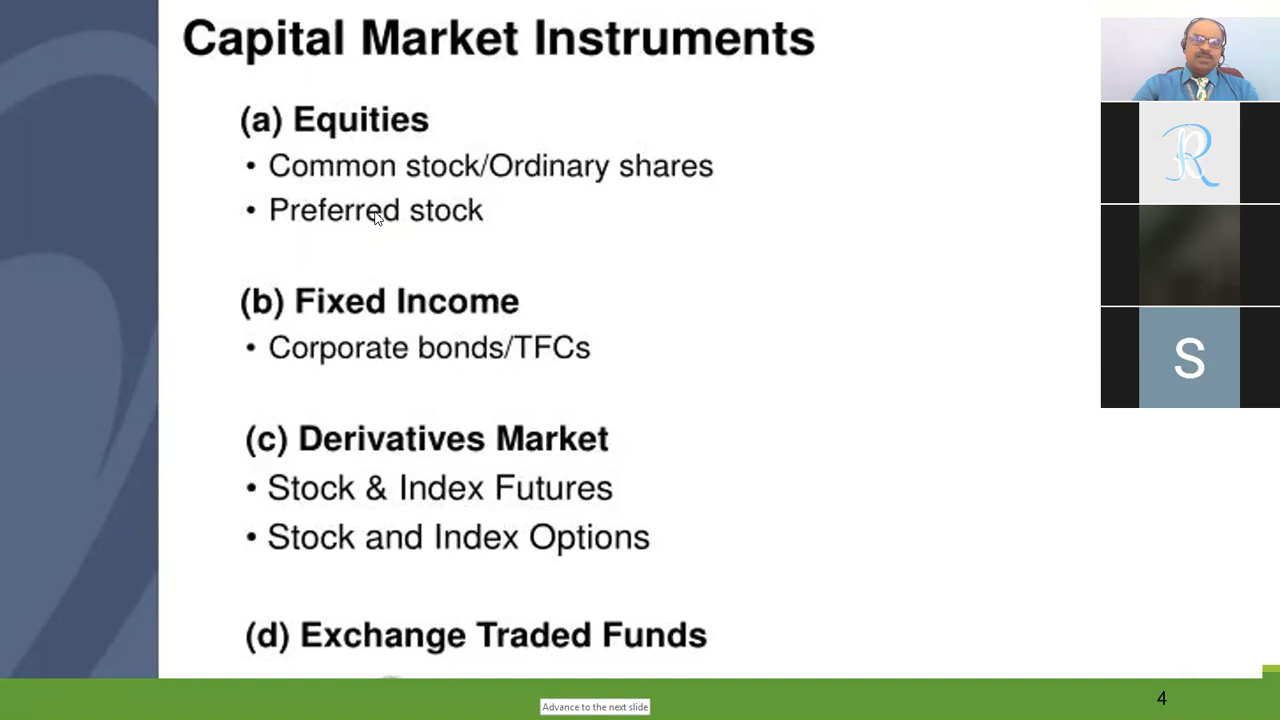 Capital Market Instruments
(a) Equities
• Common stock/Ordinary shares
• Preferred stock
(b) Fixed Income
• Corporate bonds/TFCs
(c) Derivatives Market
• Stock & Index Futures
• Stock and Index Options
(d) Exchange Traded Funds
R
S
Advance to the next slide
4